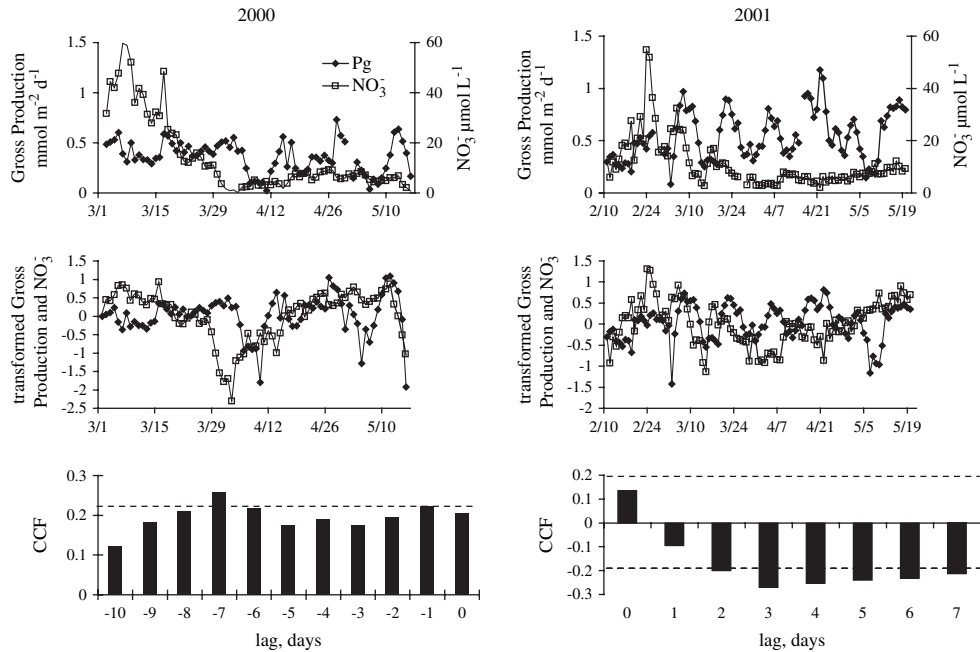 2000
2001
Gross Production
mmol m⁻² d⁻¹
1.5
1
0.5
0
60
40
20
0
NO₃⁻ μmol L⁻¹
Pg
NO₃⁻
3/1 3/15 3/29 4/12 4/26 5/10
Gross Production
mmol m⁻² d⁻¹
1.5
1
0.5
0
60
40
20
0
NO₃⁻ μmol L⁻¹
2/10 2/24 3/10 3/24 4/7 4/21 5/5 5/19
transformed Gross
Production and NO₃⁻
1.5
1
0.5
0
-0.5
-1
-1.5
-2
-2.5
3/1 3/15 3/29 4/12 4/26 5/10
transformed Gross
Production and NO₃⁻
1.5
1
0.5
0
-0.5
-1
-1.5
-2
2/10 2/24 3/10 3/24 4/7 4/21 5/5 5/19
CCF
0.3
0.2
0.1
0
-10 -9 -8 -7 -6 -5 -4 -3 -2 -1 0
lag, days
CCF
0.2
0.1
0
-0.1
-0.2
-0.3
0 1 2 3 4 5 6 7
lag, days